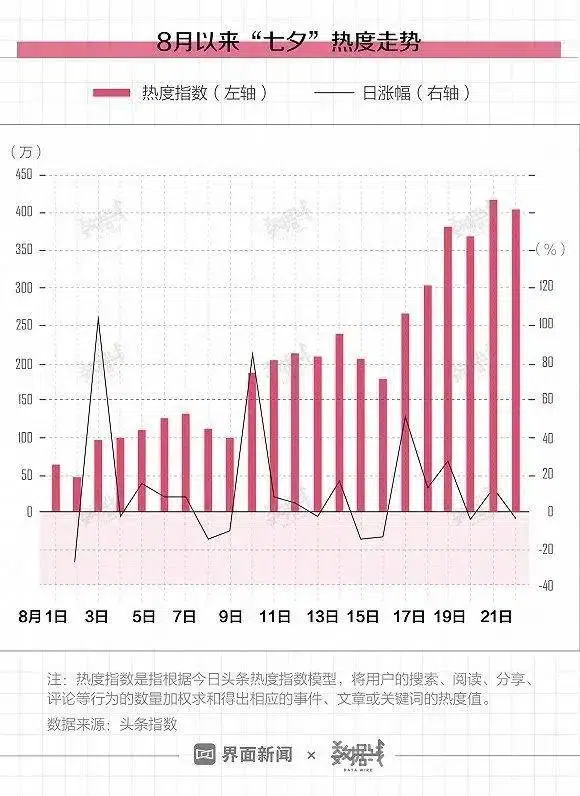 8月以来“七夕”热度走势
热度指数（左轴） 日涨幅（右轴）
（万）
450
400
350 （%）
300 120
250 100
200 80
150 60
100 40
50 20
0 0
-20
-40
8月1日 3日 5日 7日 9日 11日 13日 15日 17日 19日 21日
注：热度指数是指根据今日头条热度指数模型，将用户的搜索、阅读、分享、
评论等行为的数量加权求和得出相应的事件、文章或关键词的热度值。
数据来源：头条指数
界面新闻 × 数据线
DATA WIRE